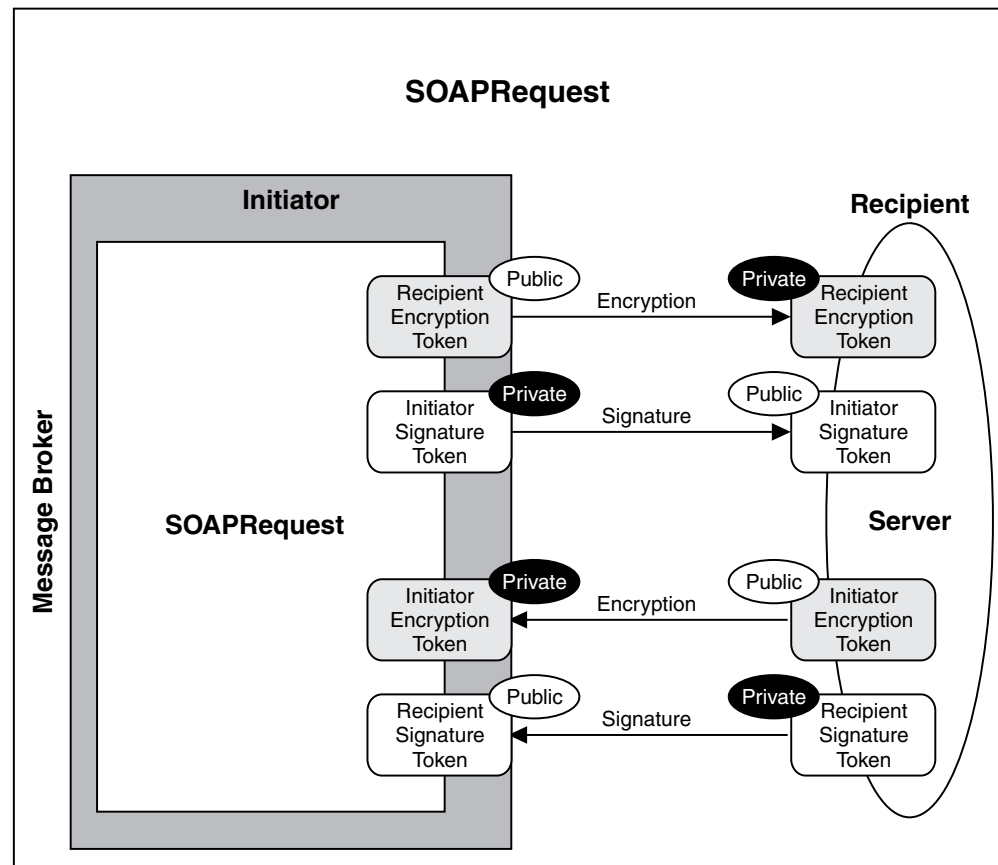 SOAPRequest
Message Broker
Initiator
Recipient
Public
Recipient
Encryption
Token
Encryption
Private
Recipient
Encryption
Token
Private
Initiator
Signature
Token
Signature
Public
Initiator
Signature
Token
SOAPRequest
Server
Private
Initiator
Encryption
Token
Encryption
Public
Initiator
Encryption
Token
Public
Recipient
Signature
Token
Signature
Private
Recipient
Signature
Token